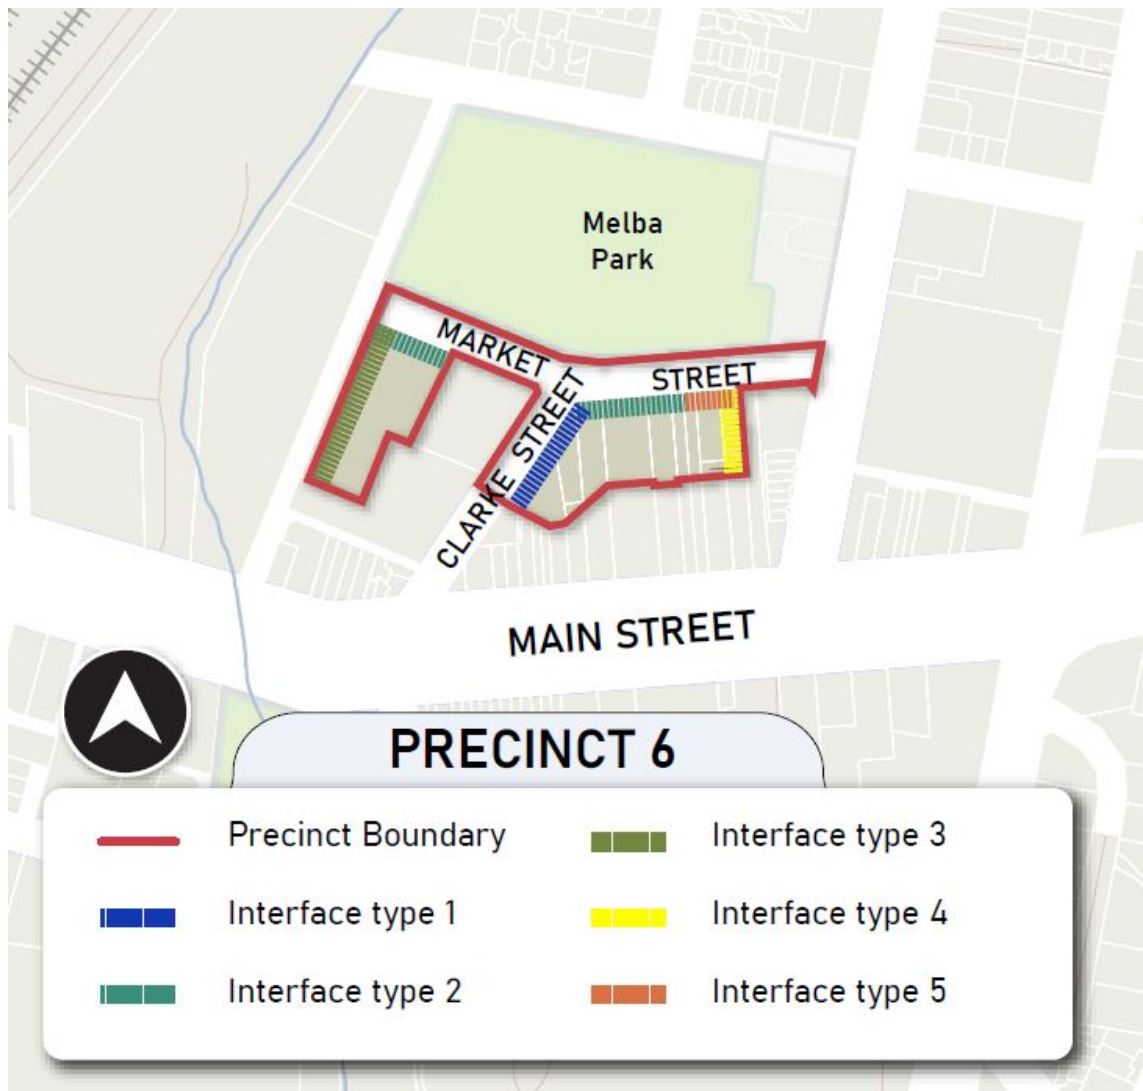 Melba
Park
MARKET
STREET
CLARKE STREET
MAIN STREET
PRECINCT 6
Precinct Boundary
Interface type 1
Interface type 2
Interface type 3
Interface type 4
Interface type 5